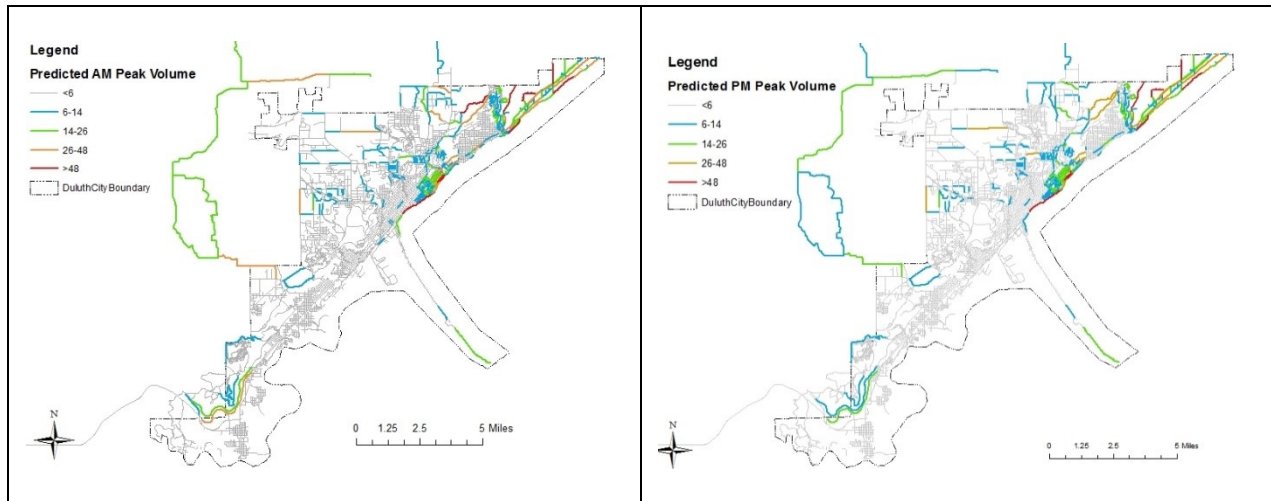 Legend
Predicted AM Peak Volume
<6
6-14
14-26
26-48
>48
DuluthCityBoundary
N
0 1.25 2.5 5 Miles
Legend
Predicted PM Peak Volume
<6
6-14
14-26
26-48
>48
DuluthCityBoundary
N
0 1.25 2.5 5 Miles